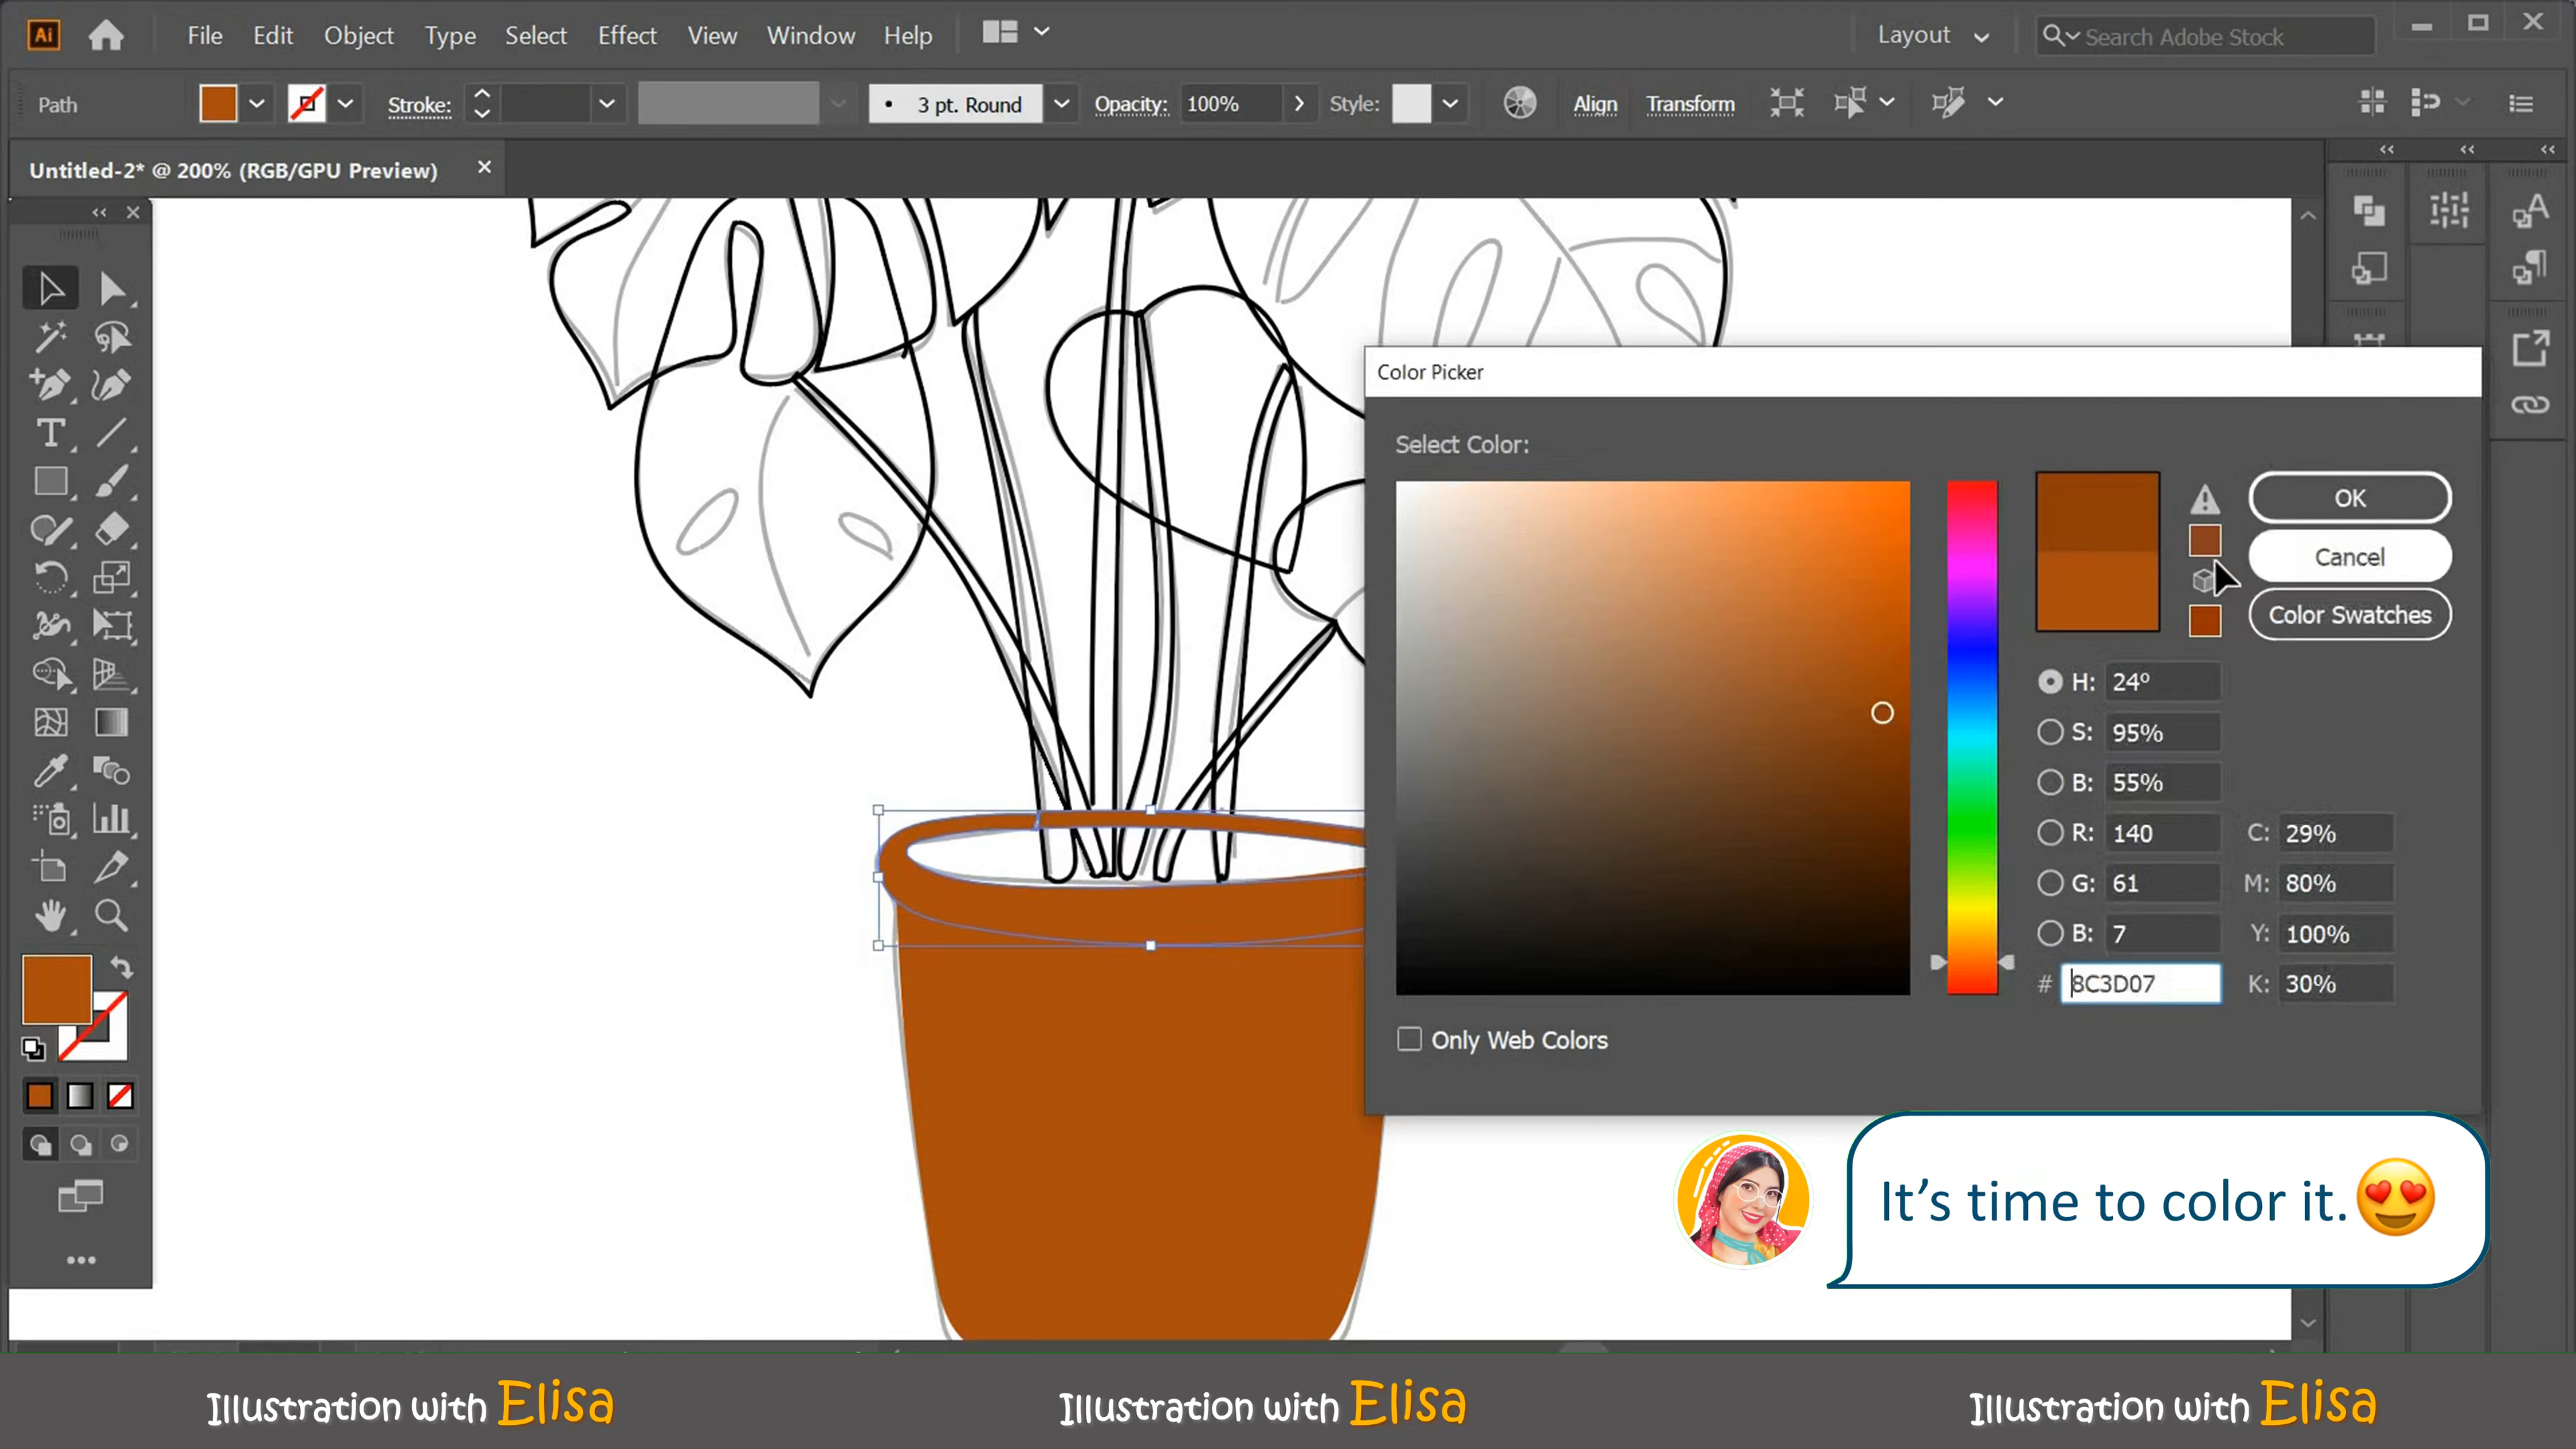 Ai File Edit Object Type Select Effect View Window Help Layout Search Adobe Stock
Path Stroke: 3 pt. Round Opacity: 100% Style: Align Transform
Untitled-2* @ 200% (RGB/GPU Preview)
Color Picker
Select Color:
OK
Cancel
Color Swatches
H: 24°
S: 95%
B: 55%
R: 140 C: 29%
G: 61 M: 80%
B: 7 Y: 100%
# 8C3D07 K: 30%
Only Web Colors
It's time to color it.😍
Illustration with Elisa Illustration with Elisa Illustration with Elisa